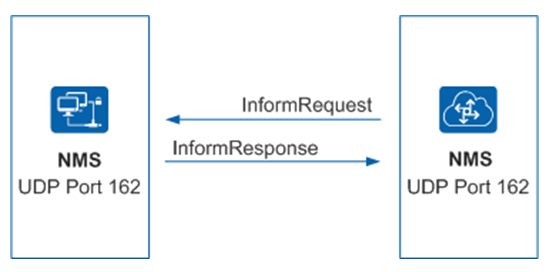 InformRequest
InformResponse
NMS
UDP Port 162
NMS
UDP Port 162